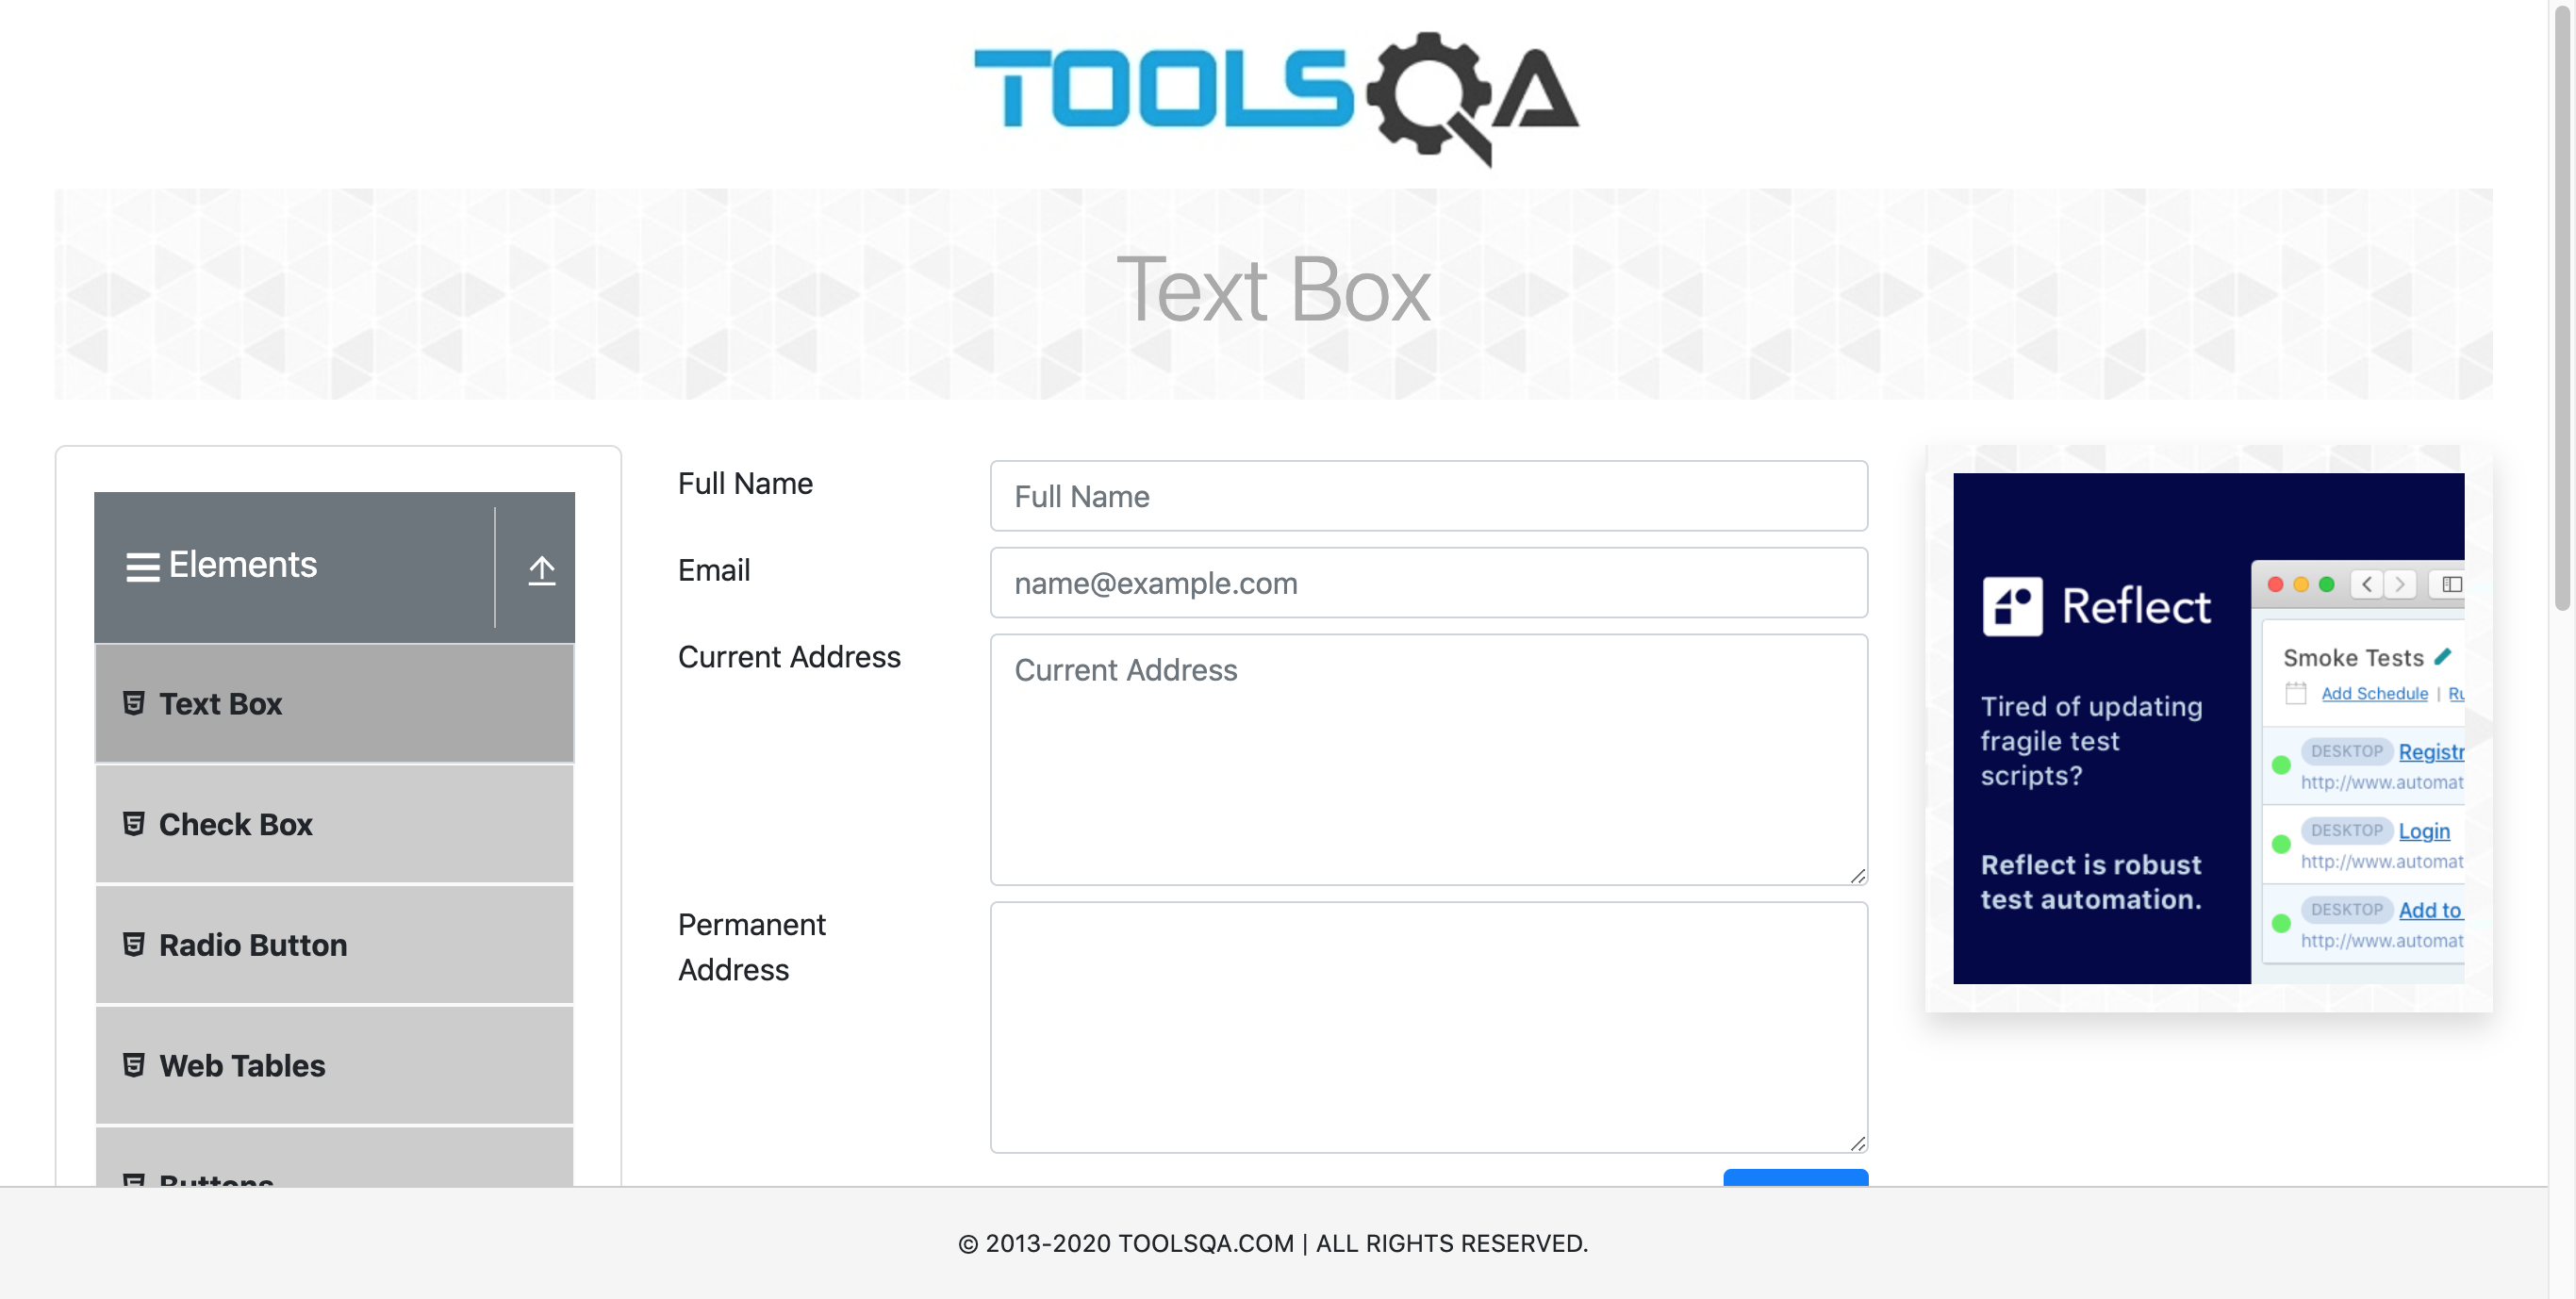 TOOLSQA
Text Box
Elements
Text Box
Check Box
Radio Button
Web Tables
Buttons
Full Name
Full Name
Email
name@example.com
Current Address
Current Address
Permanent
Address
Reflect
Tired of updating
fragile test
scripts?
Reflect is robust
test automation.
Smoke Tests
Add Schedule |
DESKTOP
http://www.automat
DESKTOP Login
http://www.automat
DESKTOP Add to
http://www.automat
© 2013-2020 TOOLSQA.COM | ALL RIGHTS RESERVED.